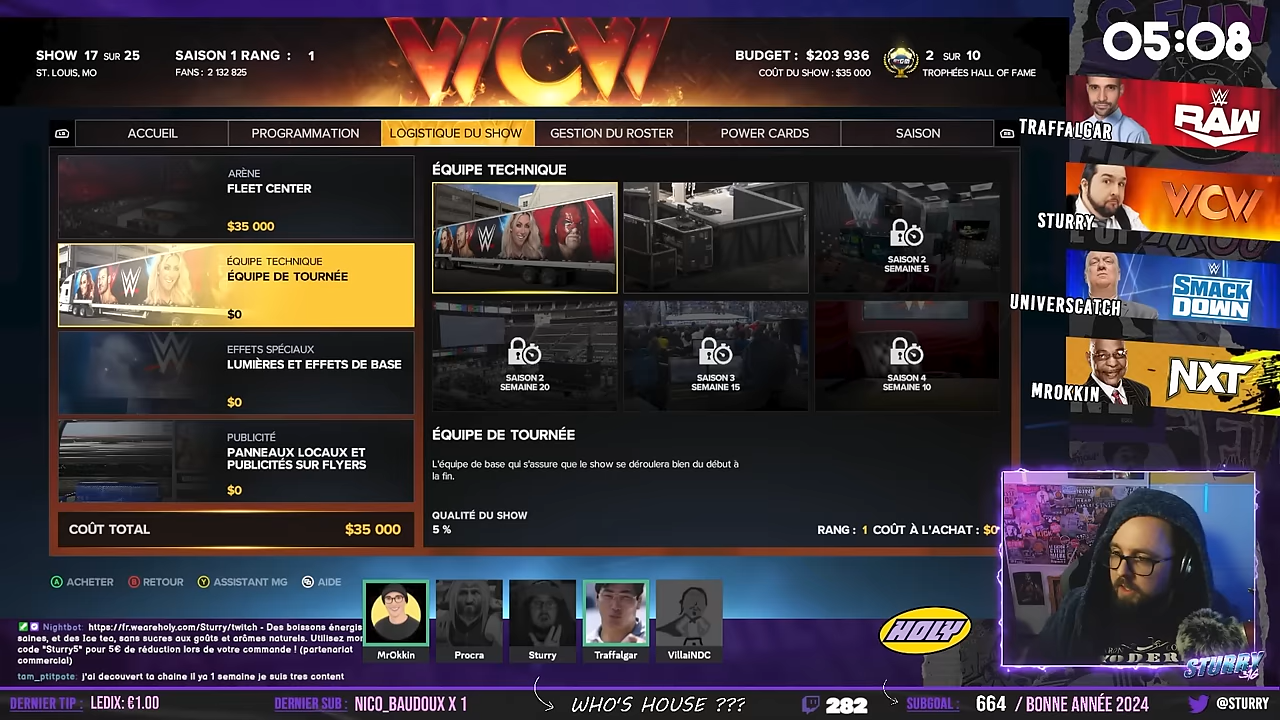 SHOW 17 SUR 25
ST. LOUIS, MO
SAISON 1 RANG : 1
FANS : 2 132 825
WCW
BUDGET : $203 936
COÛT DU SHOW : $35 000
2 SUR 10
TROPHÉES HALL OF FAME
05:08
ACCUEIL
PROGRAMMATION
LOGISTIQUE DU SHOW
GESTION DU ROSTER
POWER CARDS
SAISON
ARÈNE
FLEET CENTER
$35 000
ÉQUIPE TECHNIQUE
ÉQUIPE DE TOURNÉE
$0
EFFETS SPÉCIAUX
LUMIÈRES ET EFFETS DE BASE
$0
PUBLICITÉ
PANNEAUX LOCAUX ET
PUBLICITÉS SUR FLYERS
$0
COÛT TOTAL
$35 000
ÉQUIPE TECHNIQUE
SAISON 2
SEMAINE 5
SAISON 2
SEMAINE 20
SAISON 3
SEMAINE 15
SAISON 4
SEMAINE 10
ÉQUIPE DE TOURNÉE
L'équipe de base qui s'assure que le show se déroulera bien du début à
la fin.
QUALITÉ DU SHOW
5 %
RANG : 1 COÛT À L'ACHAT : $0
TRAFFALGAR
RAW
STURRY
WCW
UNIVERSCATCH
SMACK
DOWN
MROKKIN
NXT
A ACHETER
B RETOUR
Y ASSISTANT MG
AIDE
MrOkkin
Procra
Sturry
Traffalgar
VillaiNDC
Nightbot: https://fr.weareholy.com/Sturry/twitch - Des boissons énergis
saines, et des Ice tea, sans sucres aux goûts et arômes naturels. Utilisez mon
code "Sturry5" pour 5€ de réduction lors de votre commande ! (partenariat
commercial)
tam_ptitpote: j'ai decouvert ta chaine il ya 1 semaine je suis tres content
HOLY
STURRY
DERNIER TIP : LEDIX: €1.00
DERNIER SUB : NICO_BAUDOUX X 1
WHO'S HOUSE ???
282
SUBGOAL : 664 / BONNE ANNÉE 2024
@STURRY